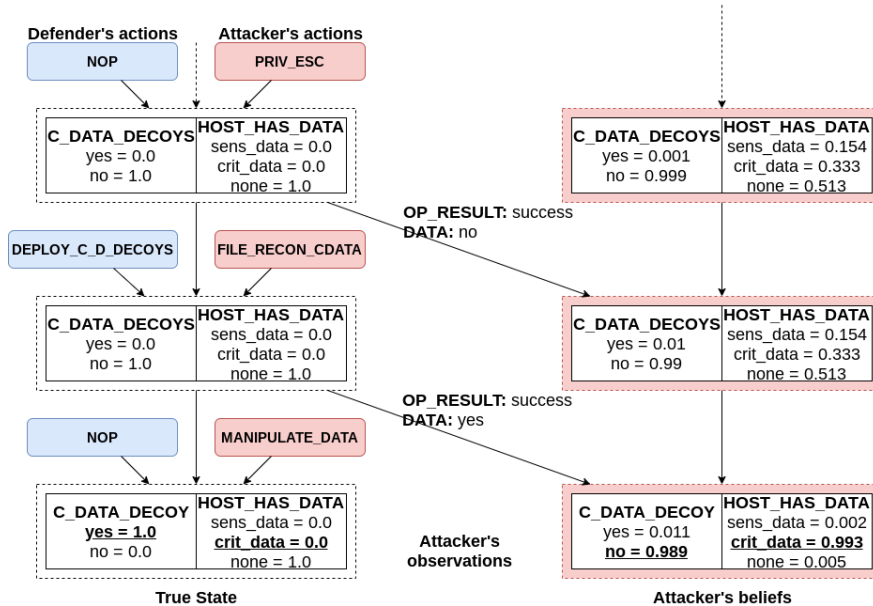 Defender's actions
Attacker's actions
NOP
PRIV_ESC
C_DATA_DECOYS
yes = 0.0
no = 1.0
HOST_HAS_DATA
sens_data = 0.0
crit_data = 0.0
none = 1.0
C_DATA_DECOYS
yes = 0.001
no = 0.999
HOST_HAS_DATA
sens_data = 0.154
crit_data = 0.333
none = 0.513
OP_RESULT: success
DATA: no
DEPLOY_C_D_DECOYS
FILE_RECON_CDATA
C_DATA_DECOYS
yes = 0.0
no = 1.0
HOST_HAS_DATA
sens_data = 0.0
crit_data = 0.0
none = 1.0
C_DATA_DECOYS
yes = 0.01
no = 0.99
HOST_HAS_DATA
sens_data = 0.154
crit_data = 0.333
none = 0.513
OP_RESULT: success
DATA: yes
NOP
MANIPULATE_DATA
C_DATA_DECOY
yes = 1.0
no = 0.0
HOST_HAS_DATA
sens_data = 0.0
crit_data = 0.0
none = 1.0
Attacker's
observations
C_DATA_DECOY
yes = 0.011
no = 0.989
HOST_HAS_DATA
sens_data = 0.002
crit_data = 0.993
none = 0.005
True State
Attacker's beliefs